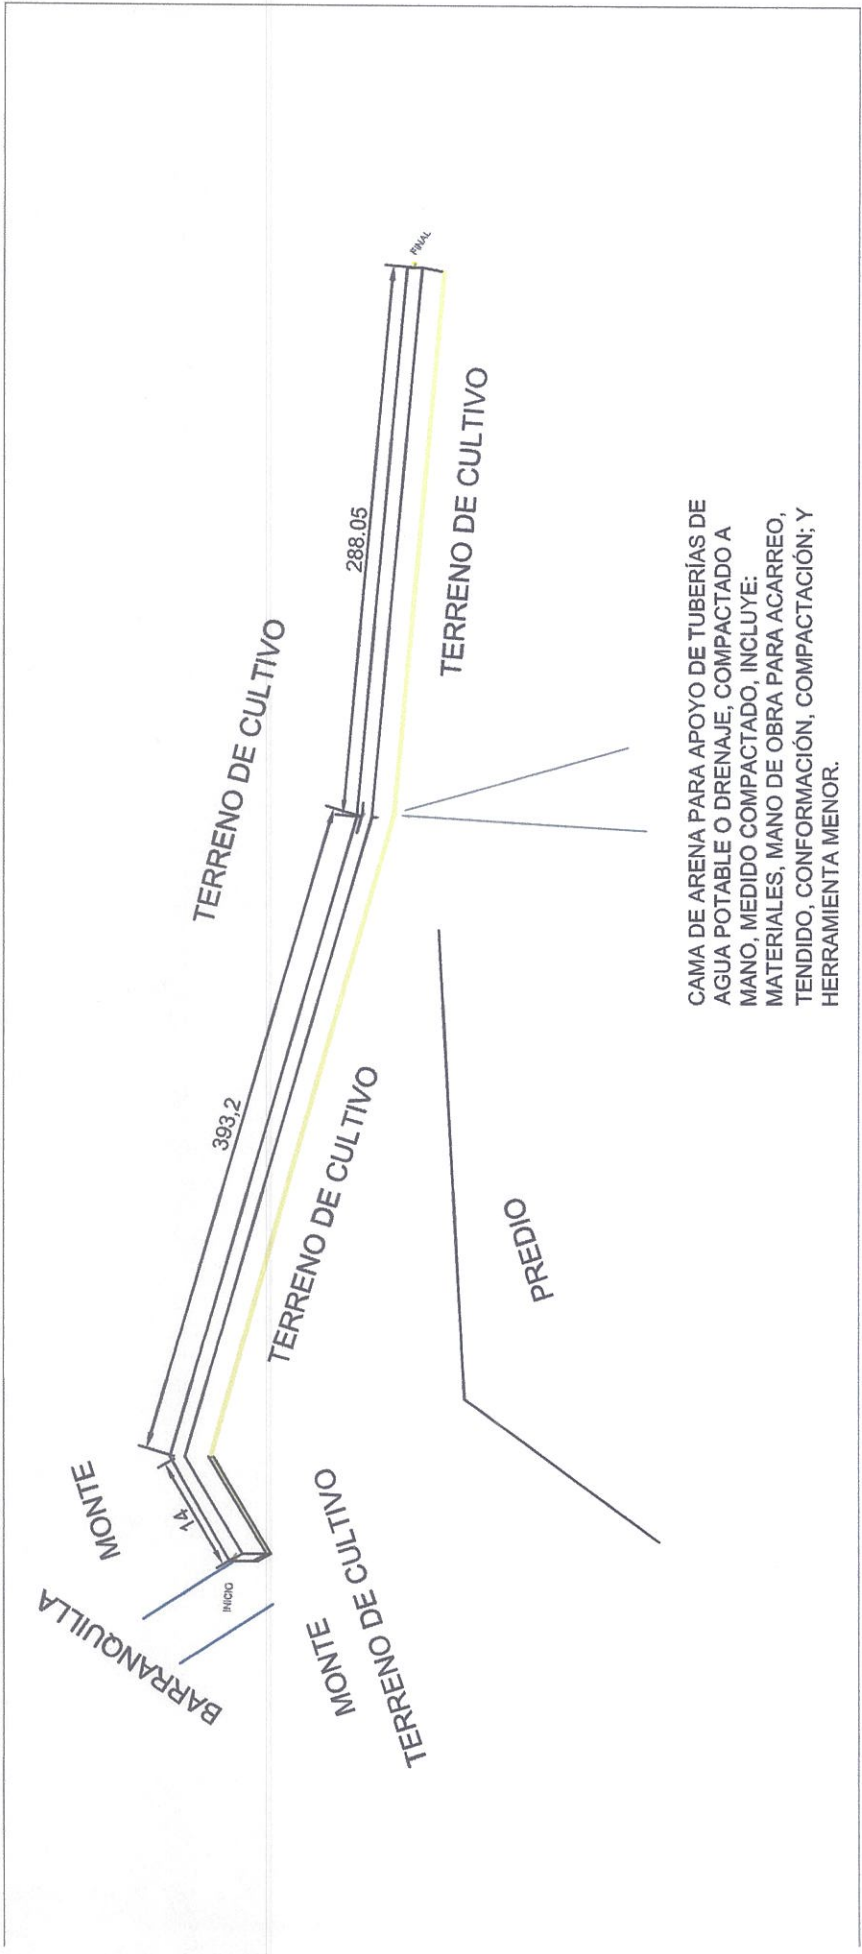 BARRANQUILLA
MONTE
14
INICIO
MONTE
TERRENO DE CULTIVO
393,2
TERRENO DE CULTIVO
TERRENO DE CULTIVO
288.05
TERRENO DE CULTIVO
FINAL
PREDIO
CAMA DE ARENA PARA APOYO DE TUBERÍAS DE
AGUA POTABLE O DRENAJE, COMPACTADO A
MANO, MEDIDO COMPACTADO, INCLUYE:
MATERIALES, MANO DE OBRA PARA ACARREO,
TENDIDO, CONFORMACIÓN, COMPACTACIÓN; Y
HERRAMIENTA MENOR.